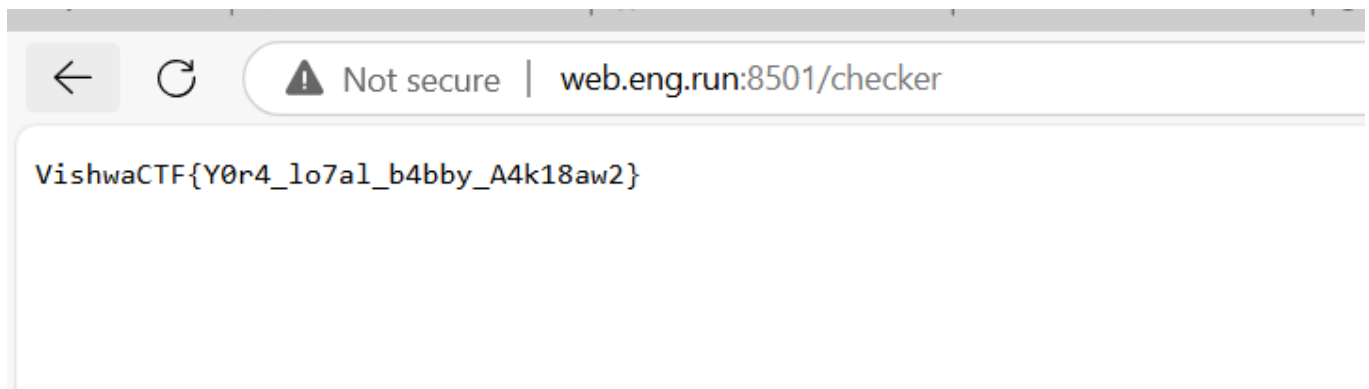 Not secure | web.eng.run:8501/checker
VishwaCTF{Y0r4_lo7al_b4bby_A4k18aw2}